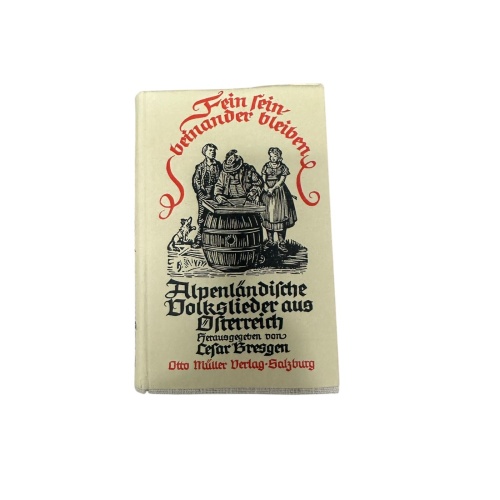 Fein sein-
beinander bleiben
Alpenländische
Volkslieder aus
Österreich
Herausgegeben von
Cesar Bresgen
Otto Müller Verlag·Salzburg